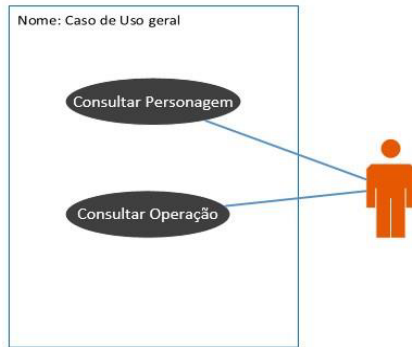 Nome: Caso de Uso geral
Consultar Personagem
Consultar Operação